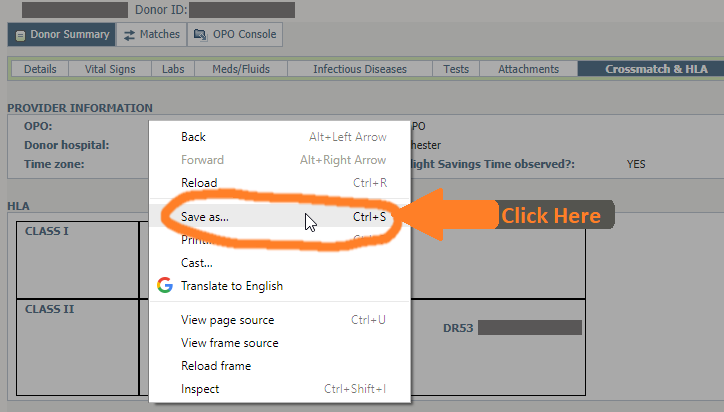 Donor ID:
Donor Summary Matches OPO Console
Details Vital Signs Labs Meds/Fluids Infectious Diseases Tests Attachments Crossmatch & HLA
PROVIDER INFORMATION
OPO: PO
Donor hospital: hester
Time zone: light Savings Time observed?: YES
HLA
CLASS I
CLASS II
DR53
Back Alt+Left Arrow
Forward Alt+Right Arrow
Reload Ctrl+R
Save as... Ctrl+S
Click Here
Print...
Cast...
Translate to English
View page source Ctrl+U
View frame source
Reload frame
Inspect Ctrl+Shift+I